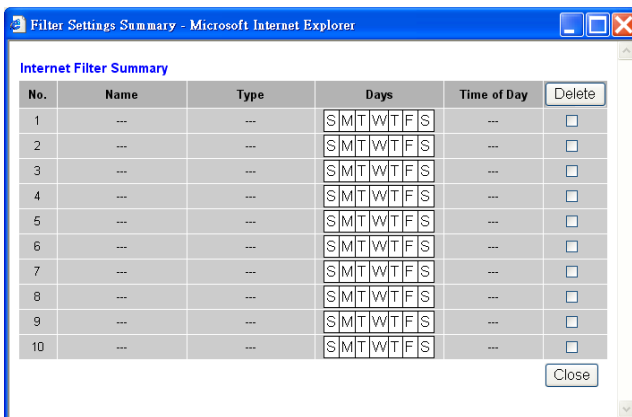 Filter Settings Summary - Microsoft Internet Explorer
Internet Filter Summary
No. Name Type Days Time of Day Delete
1 --- --- S M T W T F S ---
2 --- --- S M T W T F S ---
3 --- --- S M T W T F S ---
4 --- --- S M T W T F S ---
5 --- --- S M T W T F S ---
6 --- --- S M T W T F S ---
7 --- --- S M T W T F S ---
8 --- --- S M T W T F S ---
9 --- --- S M T W T F S ---
10 --- --- S M T W T F S ---
Close